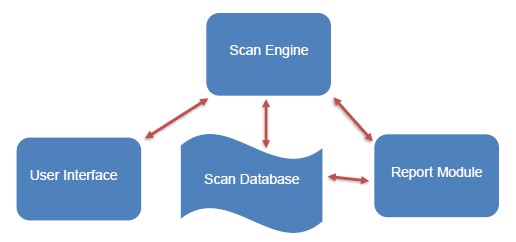 Scan Engine
User Interface
Scan Database
Report Module